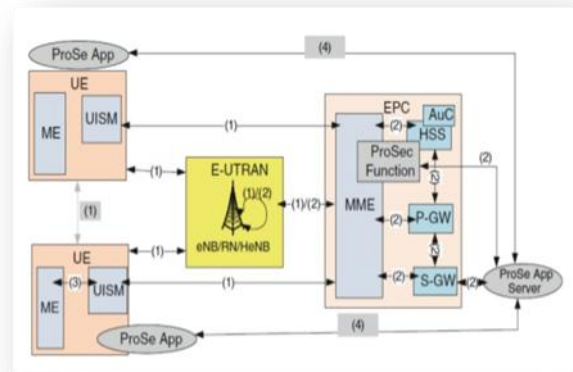 (4)
ProSe App
UE
ME
UISM
(1)
(1)
(1)
E-UTRAN
(1)/(2)
eNB/RN/HeNB
(1)/(2)
EPC
AuC
HSS
(2)
ProSec
Function
(2)
(2)
MME
(2)
P-GW
(2)
(2)
S-GW
(2)
ProSe App
Server
UE
(1)
(1)
ME
(3)
UISM
ProSe App
(4)